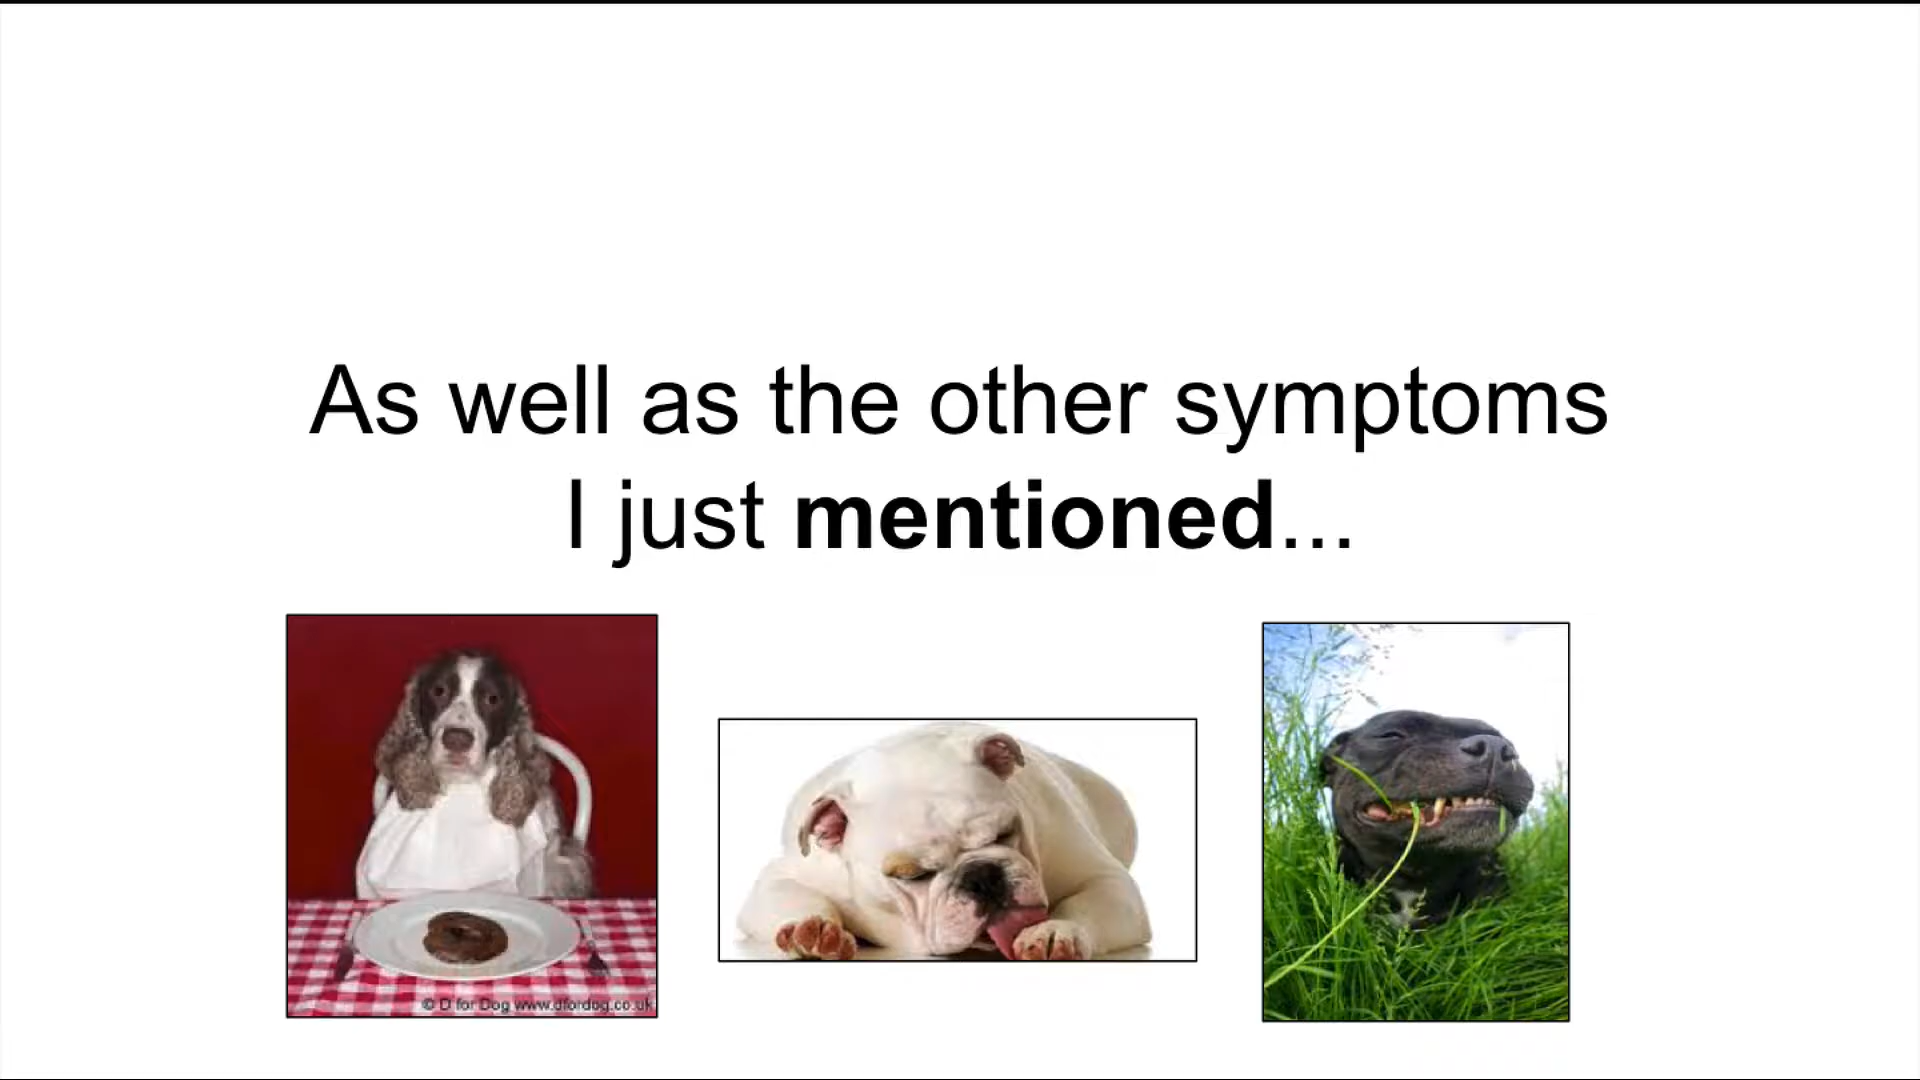 As well as the other symptoms
I just mentioned...
© D for Dog www.dfordog.co.uk